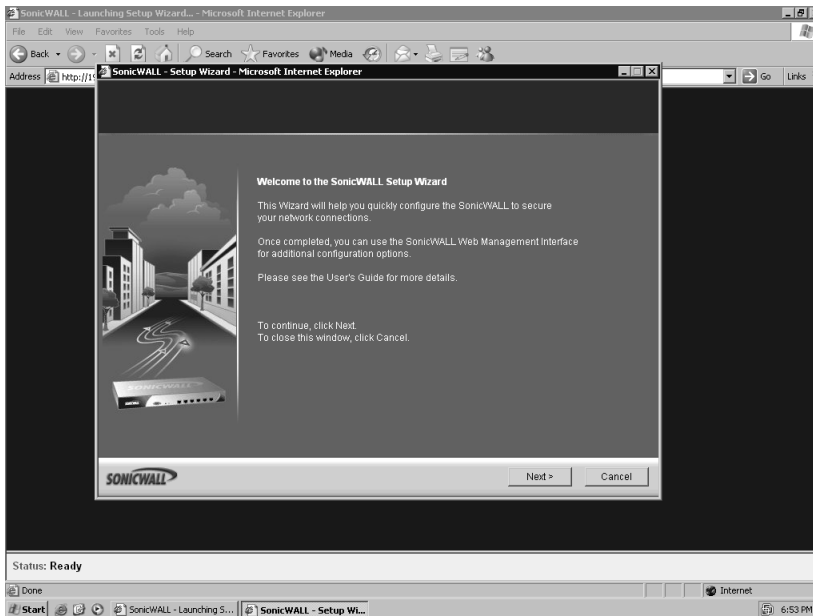 SonicWALL - Launching Setup Wizard... - Microsoft Internet Explorer
File Edit View Favorites Tools Help
Back Search Favorites Media
Address http://19 Go Links
SonicWALL - Setup Wizard - Microsoft Internet Explorer
Welcome to the SonicWALL Setup Wizard
This Wizard will help you quickly configure the SonicWALL to secure
your network connections.
Once completed, you can use the SonicWALL Web Management Interface
for additional configuration options.
Please see the User's Guide for more details.
To continue, click Next.
To close this window, click Cancel.
SONICWALL
SONICWALL
Next > Cancel
Status: Ready
Done Internet
Start SonicWALL - Launching S... SonicWALL - Setup Wi... 6:53 PM